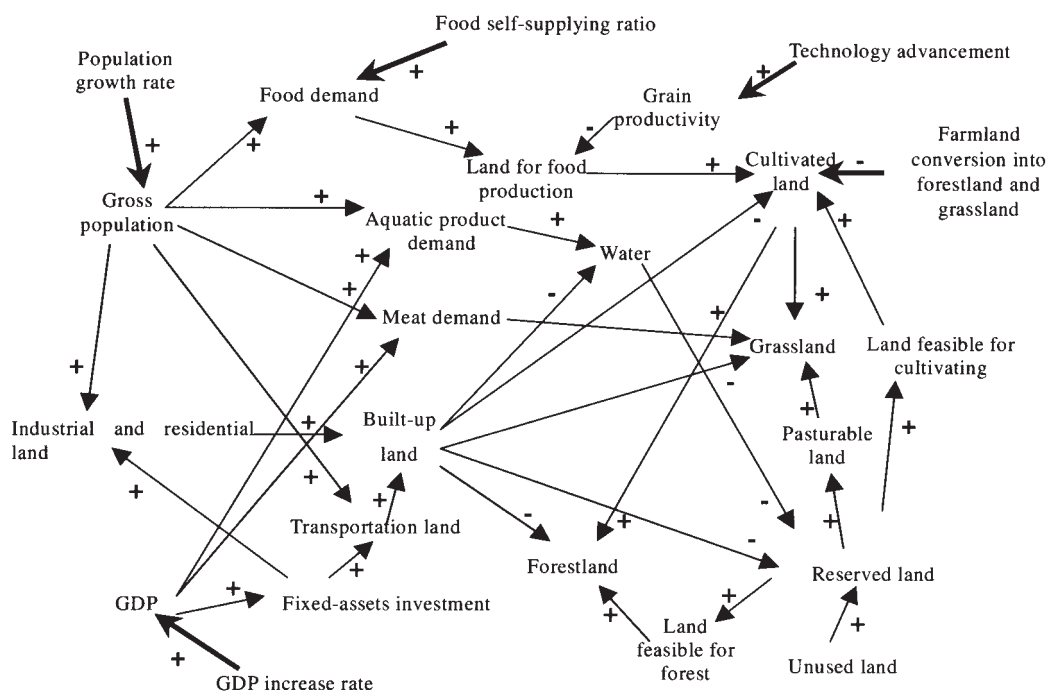 Food self-supplying ratio
Technology advancement
Population
growth rate
+
+
Food demand
Grain
productivity
+
+
+
-
Land for food
production
+
Cultivated
land
-
Farmland
conversion into
forestland and
grassland
Gross
population
+
Aquatic product
demand
+
Water
-
+
+
+
-
+
Meat demand
+
Grassland
Land feasible for
cultivating
+
+
-
Industrial and residential
land
+
Built-up
land
+
Pasturable
land
+
+
+
+
Transportation land
-
+
-
-
+
+
Forestland
Reserved land
GDP
+
Fixed-assets investment
+
+
Land
feasible for
forest
+
Unused land
+
GDP increase rate